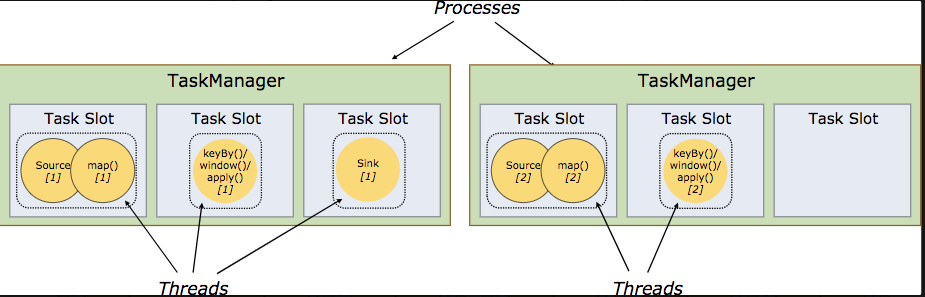 Processes
TaskManager
Task Slot
Source
[1]
map()
[1]
Task Slot
keyBy()/
window()/
apply()
[1]
Task Slot
Sink
[1]
TaskManager
Task Slot
Source
[2]
map()
[2]
Task Slot
keyBy()/
window()/
apply()
[2]
Task Slot
Threads
Threads